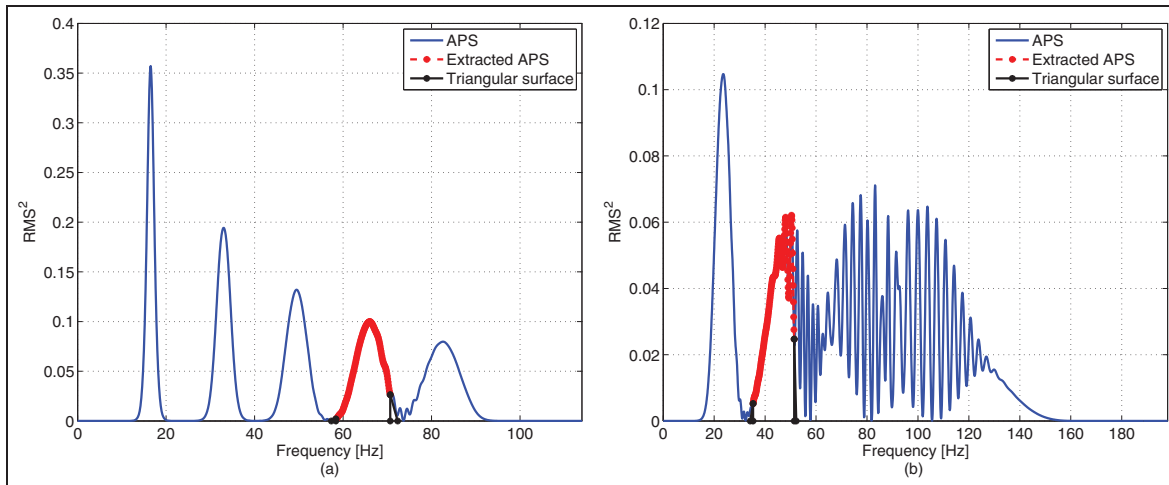 0.4
0.35
0.3
0.25
0.2
0.15
0.1
0.05
0
RMS²
0 20 40 60 80 100
Frequency [Hz]
(a)
APS
Extracted APS
Triangular surface
0.12
0.1
0.08
0.06
0.04
0.02
0
RMS²
0 20 40 60 80 100 120 140 160 180
Frequency [Hz]
(b)
APS
Extracted APS
Triangular surface